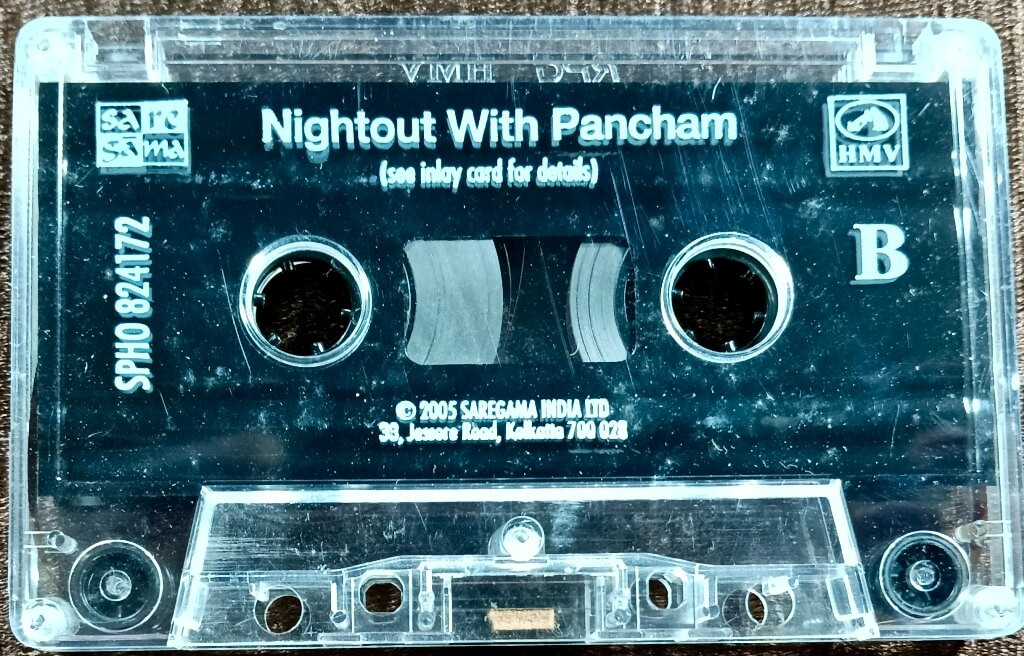 sa re
ga ma
Nightout With Pancham
(see inlay card for details)
HMV
B
SPHO 824172
© 2005 SAREGAMA INDIA LTD
33, Jessore Road, Kolkatta 700 028